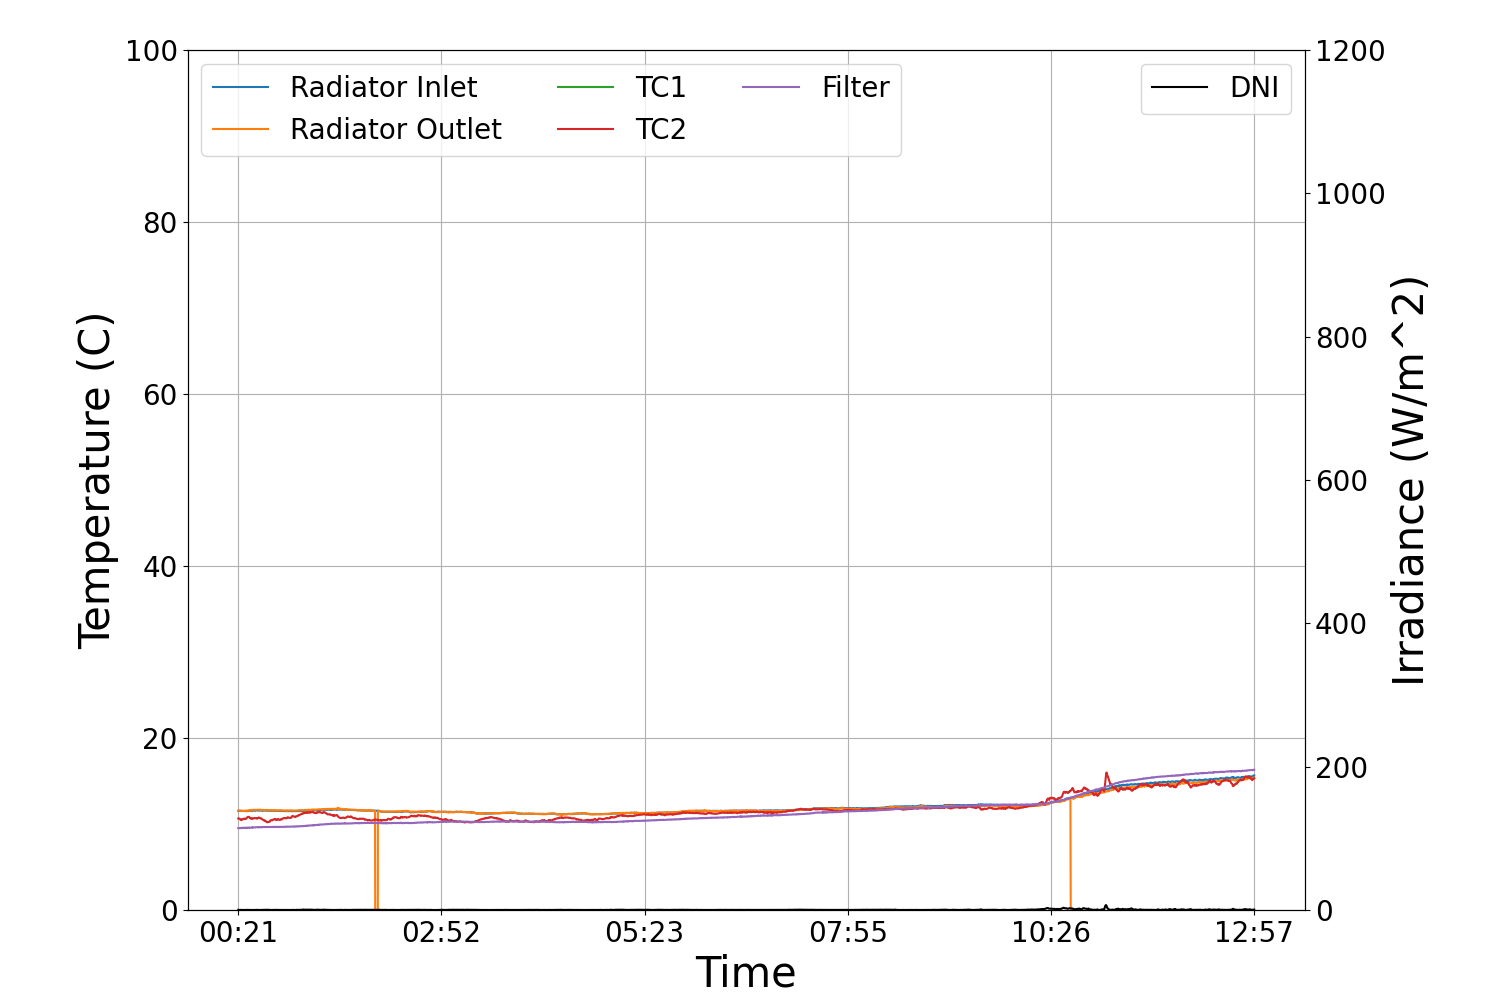 100
80
60
40
20
0
Temperature (C)
Radiator Inlet
Radiator Outlet
TC1
TC2
Filter
DNI
1200
1000
800
600
400
200
0
Irradiance (W/m^2)
00:21 02:52 05:23 07:55 10:26 12:57
Time